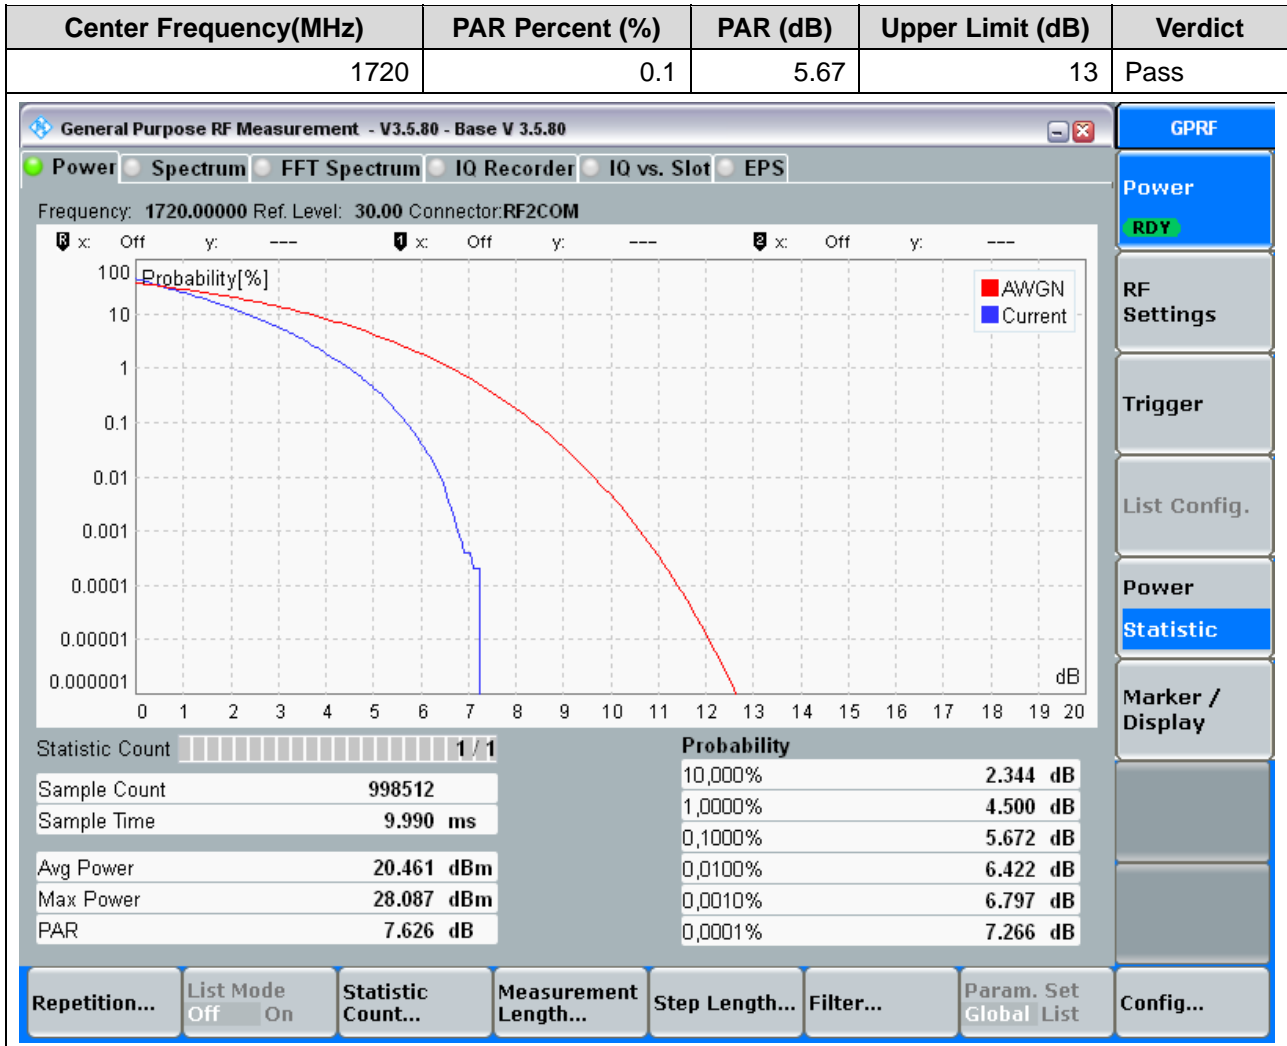 Center Frequency(MHz) PAR Percent (%) PAR (dB) Upper Limit (dB) Verdict
1720 0.1 5.67 13 Pass
General Purpose RF Measurement - V3.5.80 - Base V 3.5.80
GPRF
Power Spectrum FFT Spectrum IQ Recorder IQ vs. Slot EPS
Frequency: 1720.00000 Ref. Level: 30.00 Connector:RF2COM
R x: Off y: --- 1 x: Off y: --- 2 x: Off y: ---
Probability[%]
100
10
1
0.1
0.01
0.001
0.0001
0.00001
0.000001
AWGN
Current
dB
0 1 2 3 4 5 6 7 8 9 10 11 12 13 14 15 16 17 18 19 20
Statistic Count 1 / 1
Sample Count 998512
Sample Time 9.990 ms
Avg Power 20.461 dBm
Max Power 28.087 dBm
PAR 7.626 dB
Probability
10,000% 2.344 dB
1,0000% 4.500 dB
0,1000% 5.672 dB
0,0100% 6.422 dB
0,0010% 6.797 dB
0,0001% 7.266 dB
Power
RDY
RF
Settings
Trigger
List Config.
Power
Statistic
Marker /
Display
Repetition...
List Mode
Off On
Statistic
Count...
Measurement
Length...
Step Length...
Filter...
Param. Set
Global List
Config...